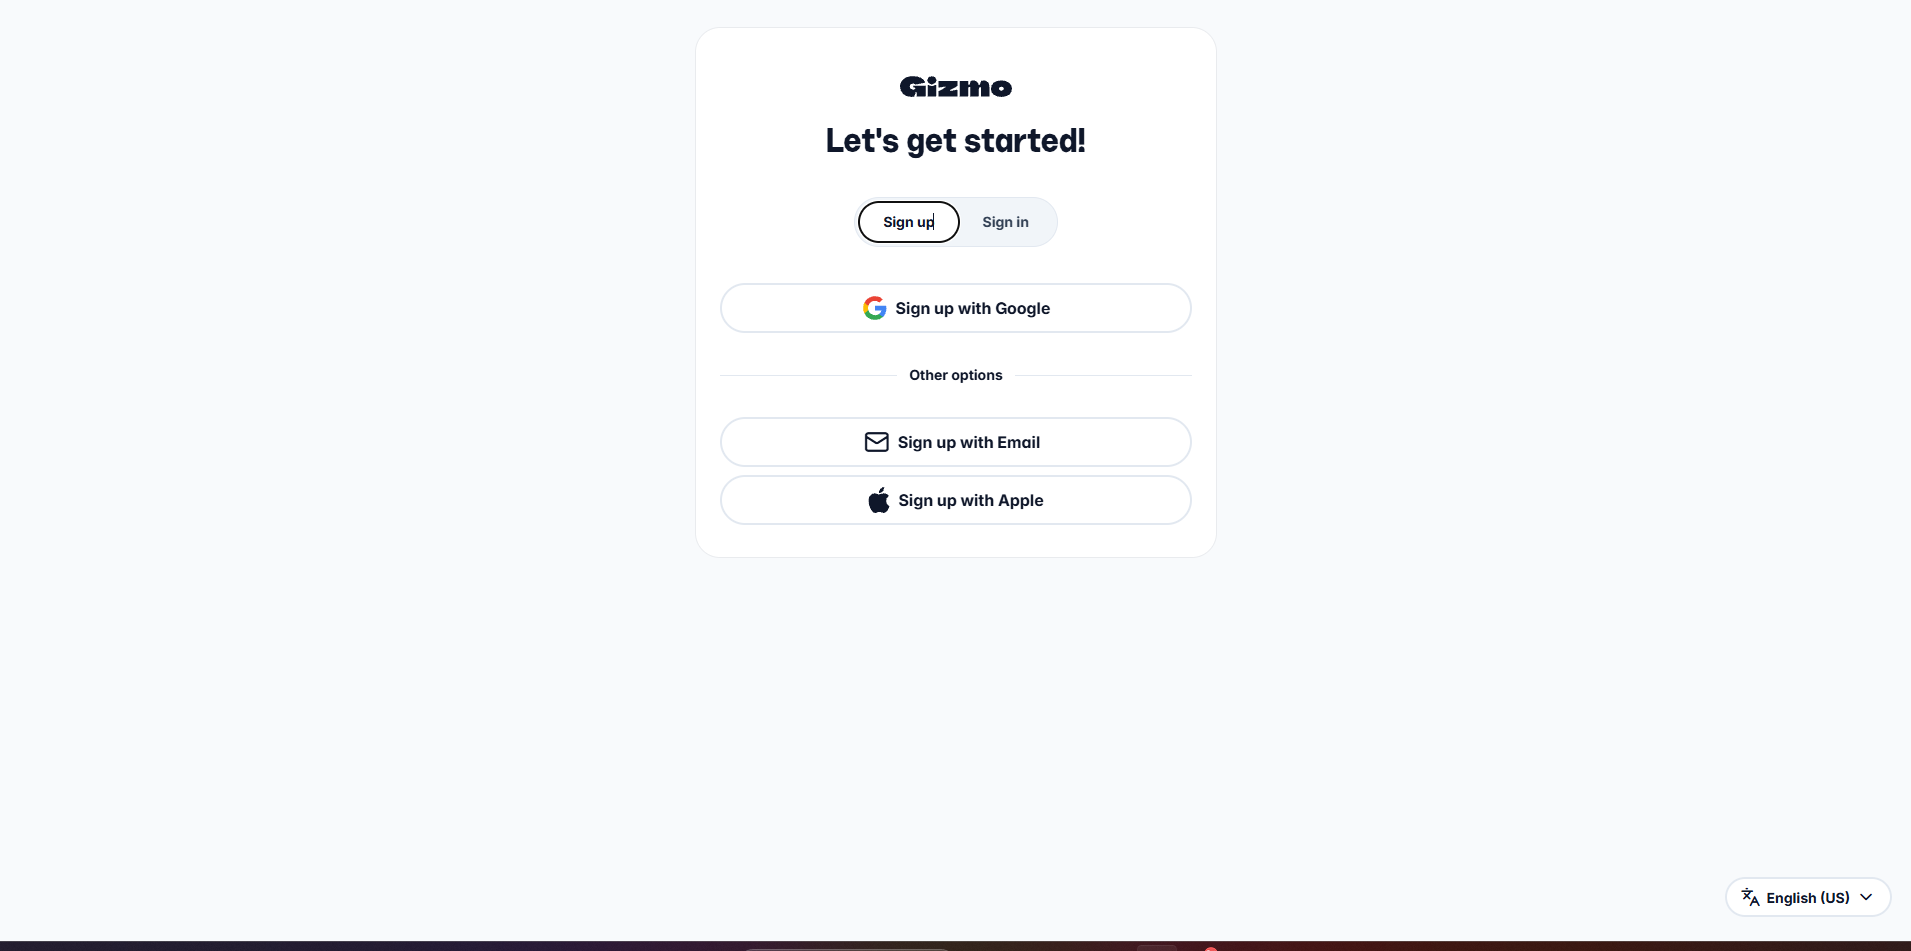 Gizmo
Let's get started!
Sign up
Sign in
Sign up with Google
Other options
Sign up with Email
Sign up with Apple
English (US)